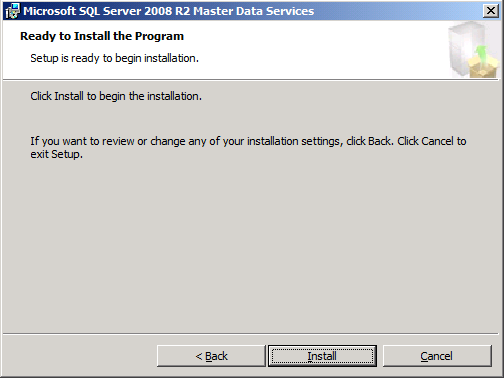 Microsoft SQL Server 2008 R2 Master Data Services
Ready to Install the Program
Setup is ready to begin installation.
Click Install to begin the installation.
If you want to review or change any of your installation settings, click Back. Click Cancel to
exit Setup.
< Back
Install
Cancel